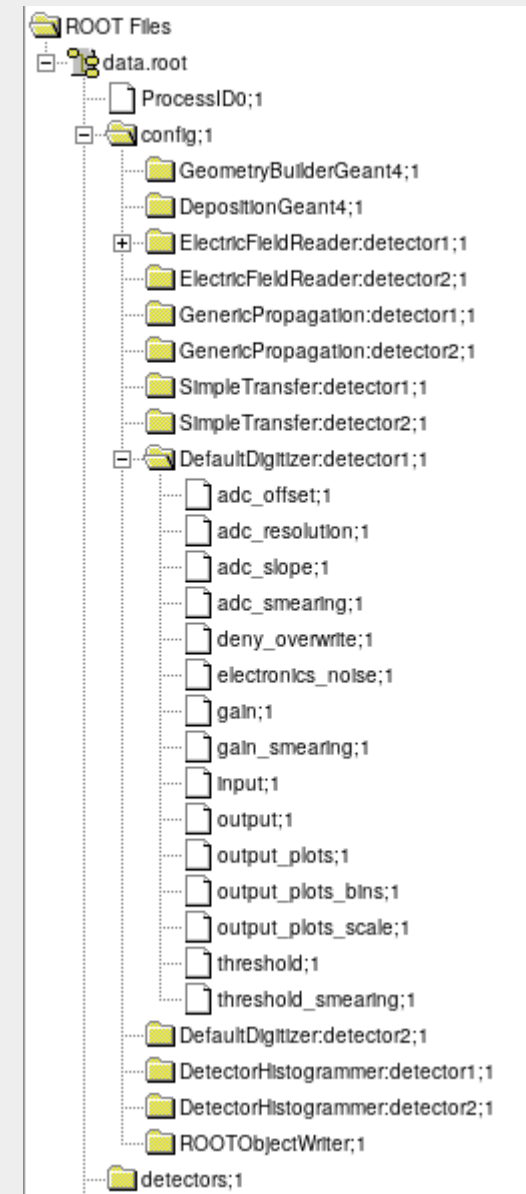 ROOT Files
data.root
ProcessID0;1
config;1
GeometryBuilderGeant4;1
DepositionGeant4;1
ElectricFieldReader:detector1;1
ElectricFieldReader:detector2;1
GenericPropagation:detector1;1
GenericPropagation:detector2;1
SimpleTransfer:detector1;1
SimpleTransfer:detector2;1
DefaultDigitizer:detector1;1
adc_offset;1
adc_resolution;1
adc_slope;1
adc_smearing;1
deny_overwrite;1
electronics_noise;1
gain;1
gain_smearing;1
input;1
output;1
output_plots;1
output_plots_bins;1
output_plots_scale;1
threshold;1
threshold_smearing;1
DefaultDigitizer:detector2;1
DetectorHistogrammer:detector1;1
DetectorHistogrammer:detector2;1
ROOTObjectWriter;1
detectors;1